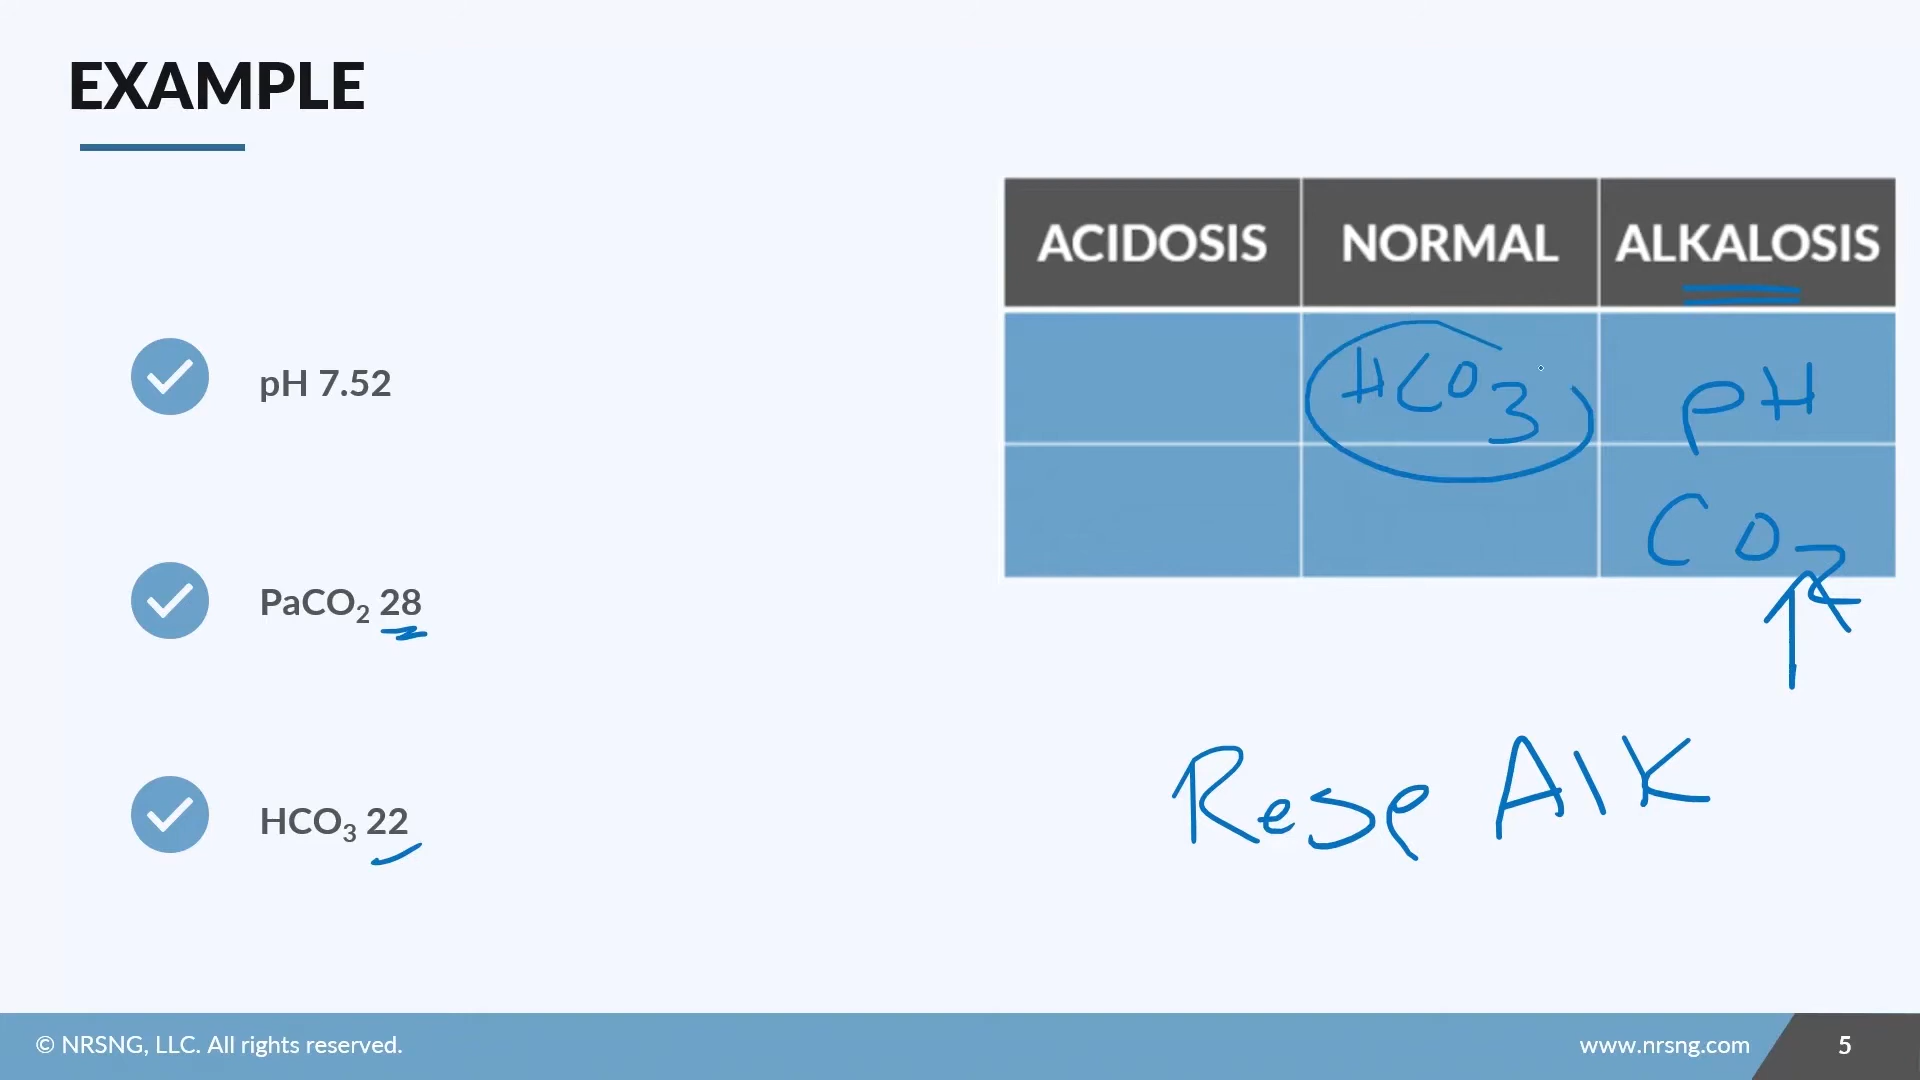 EXAMPLE
ACIDOSIS NORMAL ALKALOSIS
HCO3 pH
CO2
pH 7.52
PaCO₂ 28
HCO₃ 22
Resp Alk
© NRSNG, LLC. All rights reserved. www.nrsng.com 5